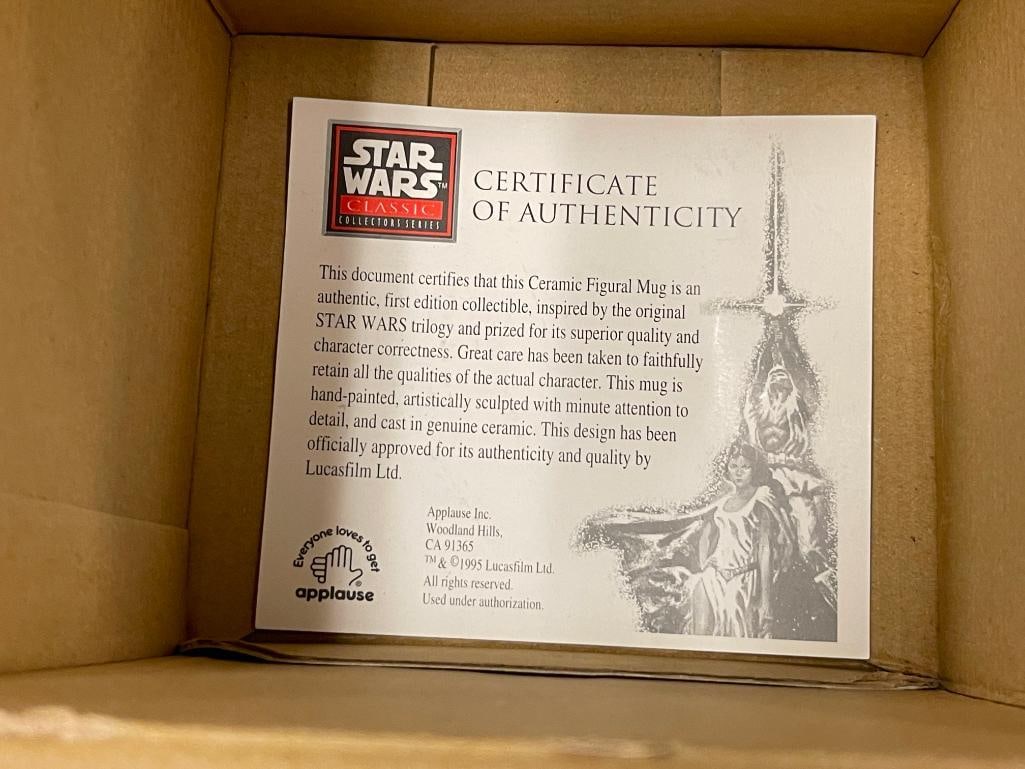 STAR
WARS™
CLASSIC
COLLECTORS SERIES
CERTIFICATE
OF AUTHENTICITY
This document certifies that this Ceramic Figural Mug is an
authentic, first edition collectible, inspired by the original
STAR WARS trilogy and prized for its superior quality and
character correctness. Great care has been taken to faithfully
retain all the qualities of the actual character. This mug is
hand-painted, artistically sculpted with minute attention to
detail, and cast in genuine ceramic. This design has been
officially approved for its authenticity and quality by
Lucasfilm Ltd.
Everyone loves to get
®
applause
Applause Inc.
Woodland Hills,
CA 91365
™ & ©1995 Lucasfilm Ltd.
All rights reserved.
Used under authorization.